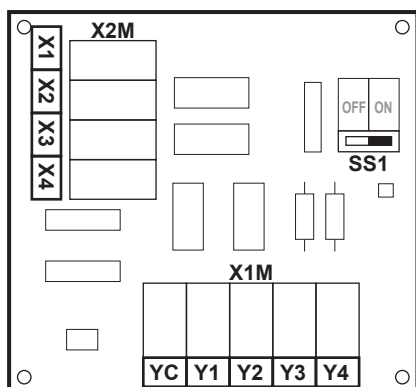 X2M
X1
X2
X3
X4
OFF ON
SS1
X1M
YC Y1 Y2 Y3 Y4